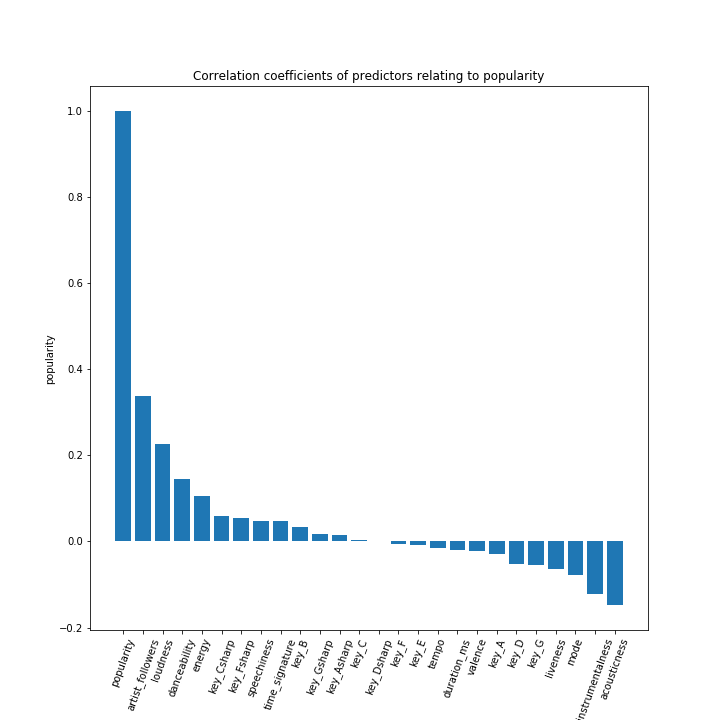 Correlation coefficients of predictors relating to popularity
1.0
0.8
0.6
0.4
0.2
0.0
−0.2
popularity
popularity
artist_followers
loudness
danceability
energy
key_Csharp
key_Fsharp
speechiness
time_signature
key_B
key_Gsharp
key_Asharp
key_C
key_Dsharp
key_F
key_E
tempo
duration_ms
valence
key_A
key_D
key_G
liveness
mode
instrumentalness
acousticness